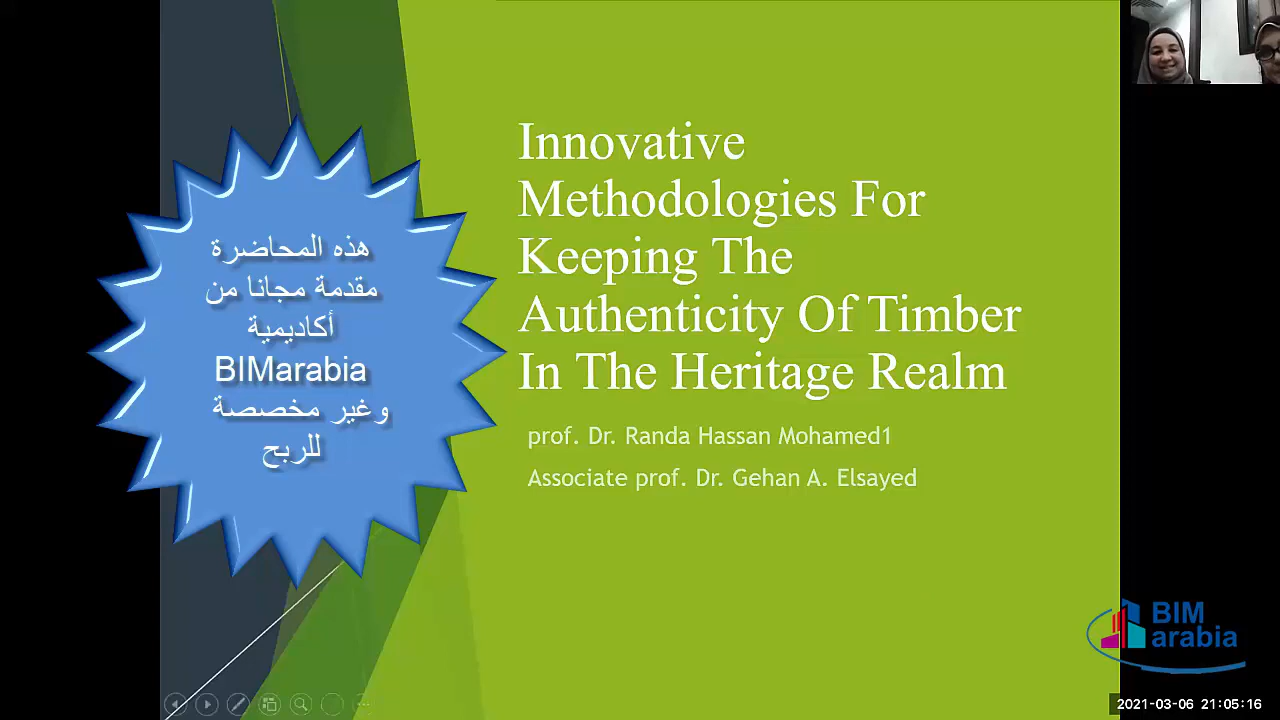 Innovative
Methodologies For
Keeping The
Authenticity Of Timber
In The Heritage Realm
prof. Dr. Randa Hassan Mohamed1
Associate prof. Dr. Gehan A. Elsayed
هذه المحاضرة
مقدمة مجانا من
أكاديمية
BIMarabia
وغير مخصصة
للربح
BIM
arabia
2021-03-06 21:05:16